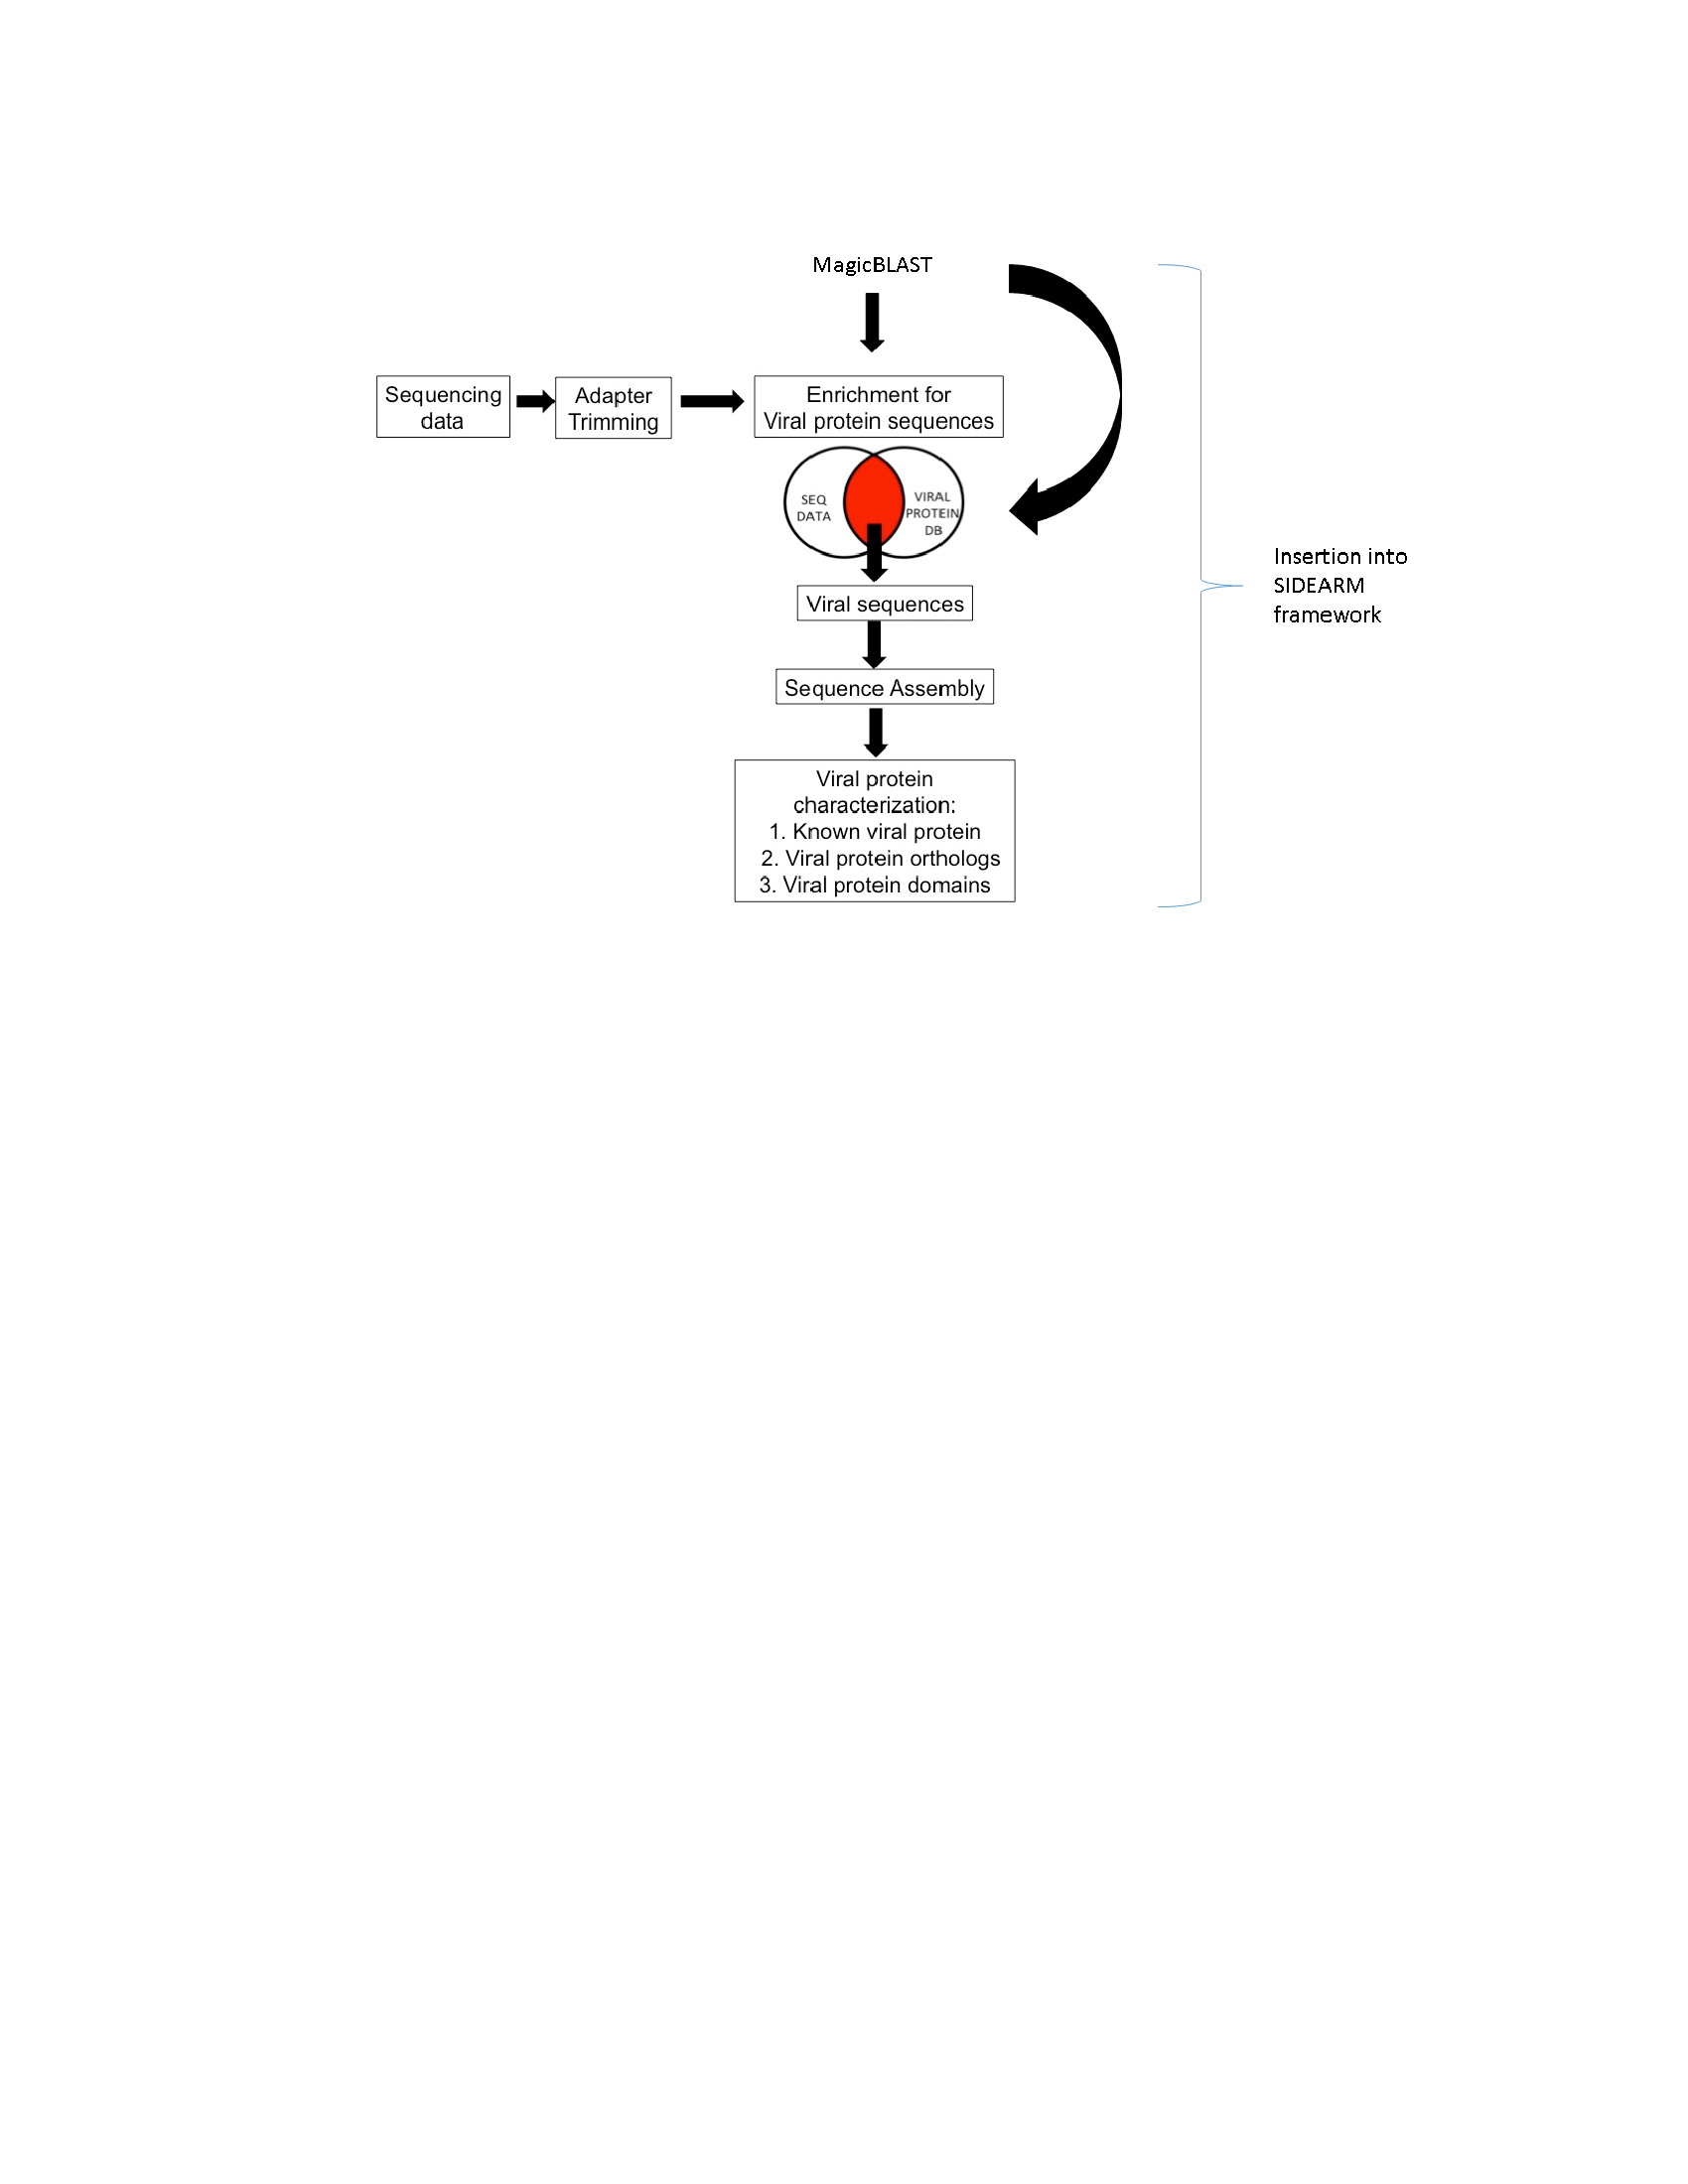 MagicBLAST
Sequencing
data
Adapter
Trimming
Enrichment for
Viral protein sequences
SEQ
DATA
VIRAL
PROTEIN
DB
Viral sequences
Sequence Assembly
Viral protein
characterization:
1. Known viral protein
2. Viral protein orthologs
3. Viral protein domains
Insertion into
SIDEARM
framework